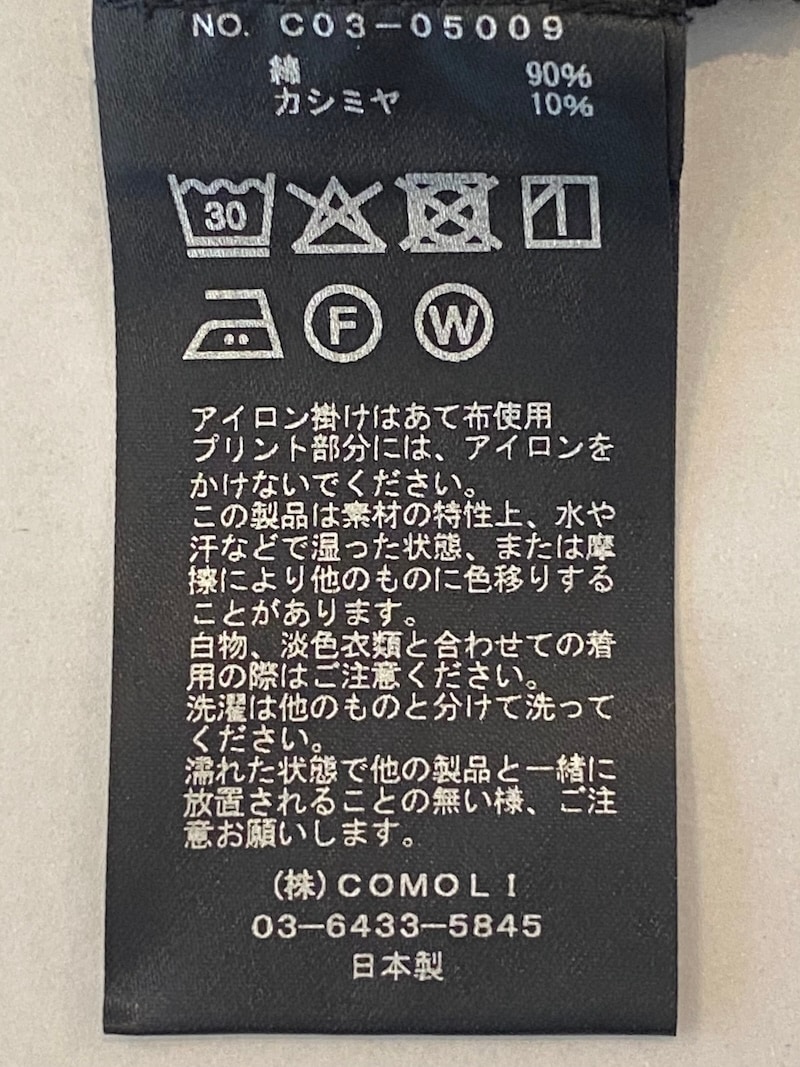 NO. C03-05009
綿 90%
カシミヤ 10%
30
F W
アイロン掛けはあて布使用
プリント部分には、アイロンを
かけないでください。
この製品は素材の特性上、水や
汗などで湿った状態、または摩
擦により他のものに色移りする
ことがあります。
白物、淡色衣類と合わせての着
用の際はご注意ください。
洗濯は他のものと分けて洗って
ください。
濡れた状態で他の製品と一緒に
放置されることの無い様、ご注
意お願いします。
(株)COMOLI
03-6433-5845
日本製